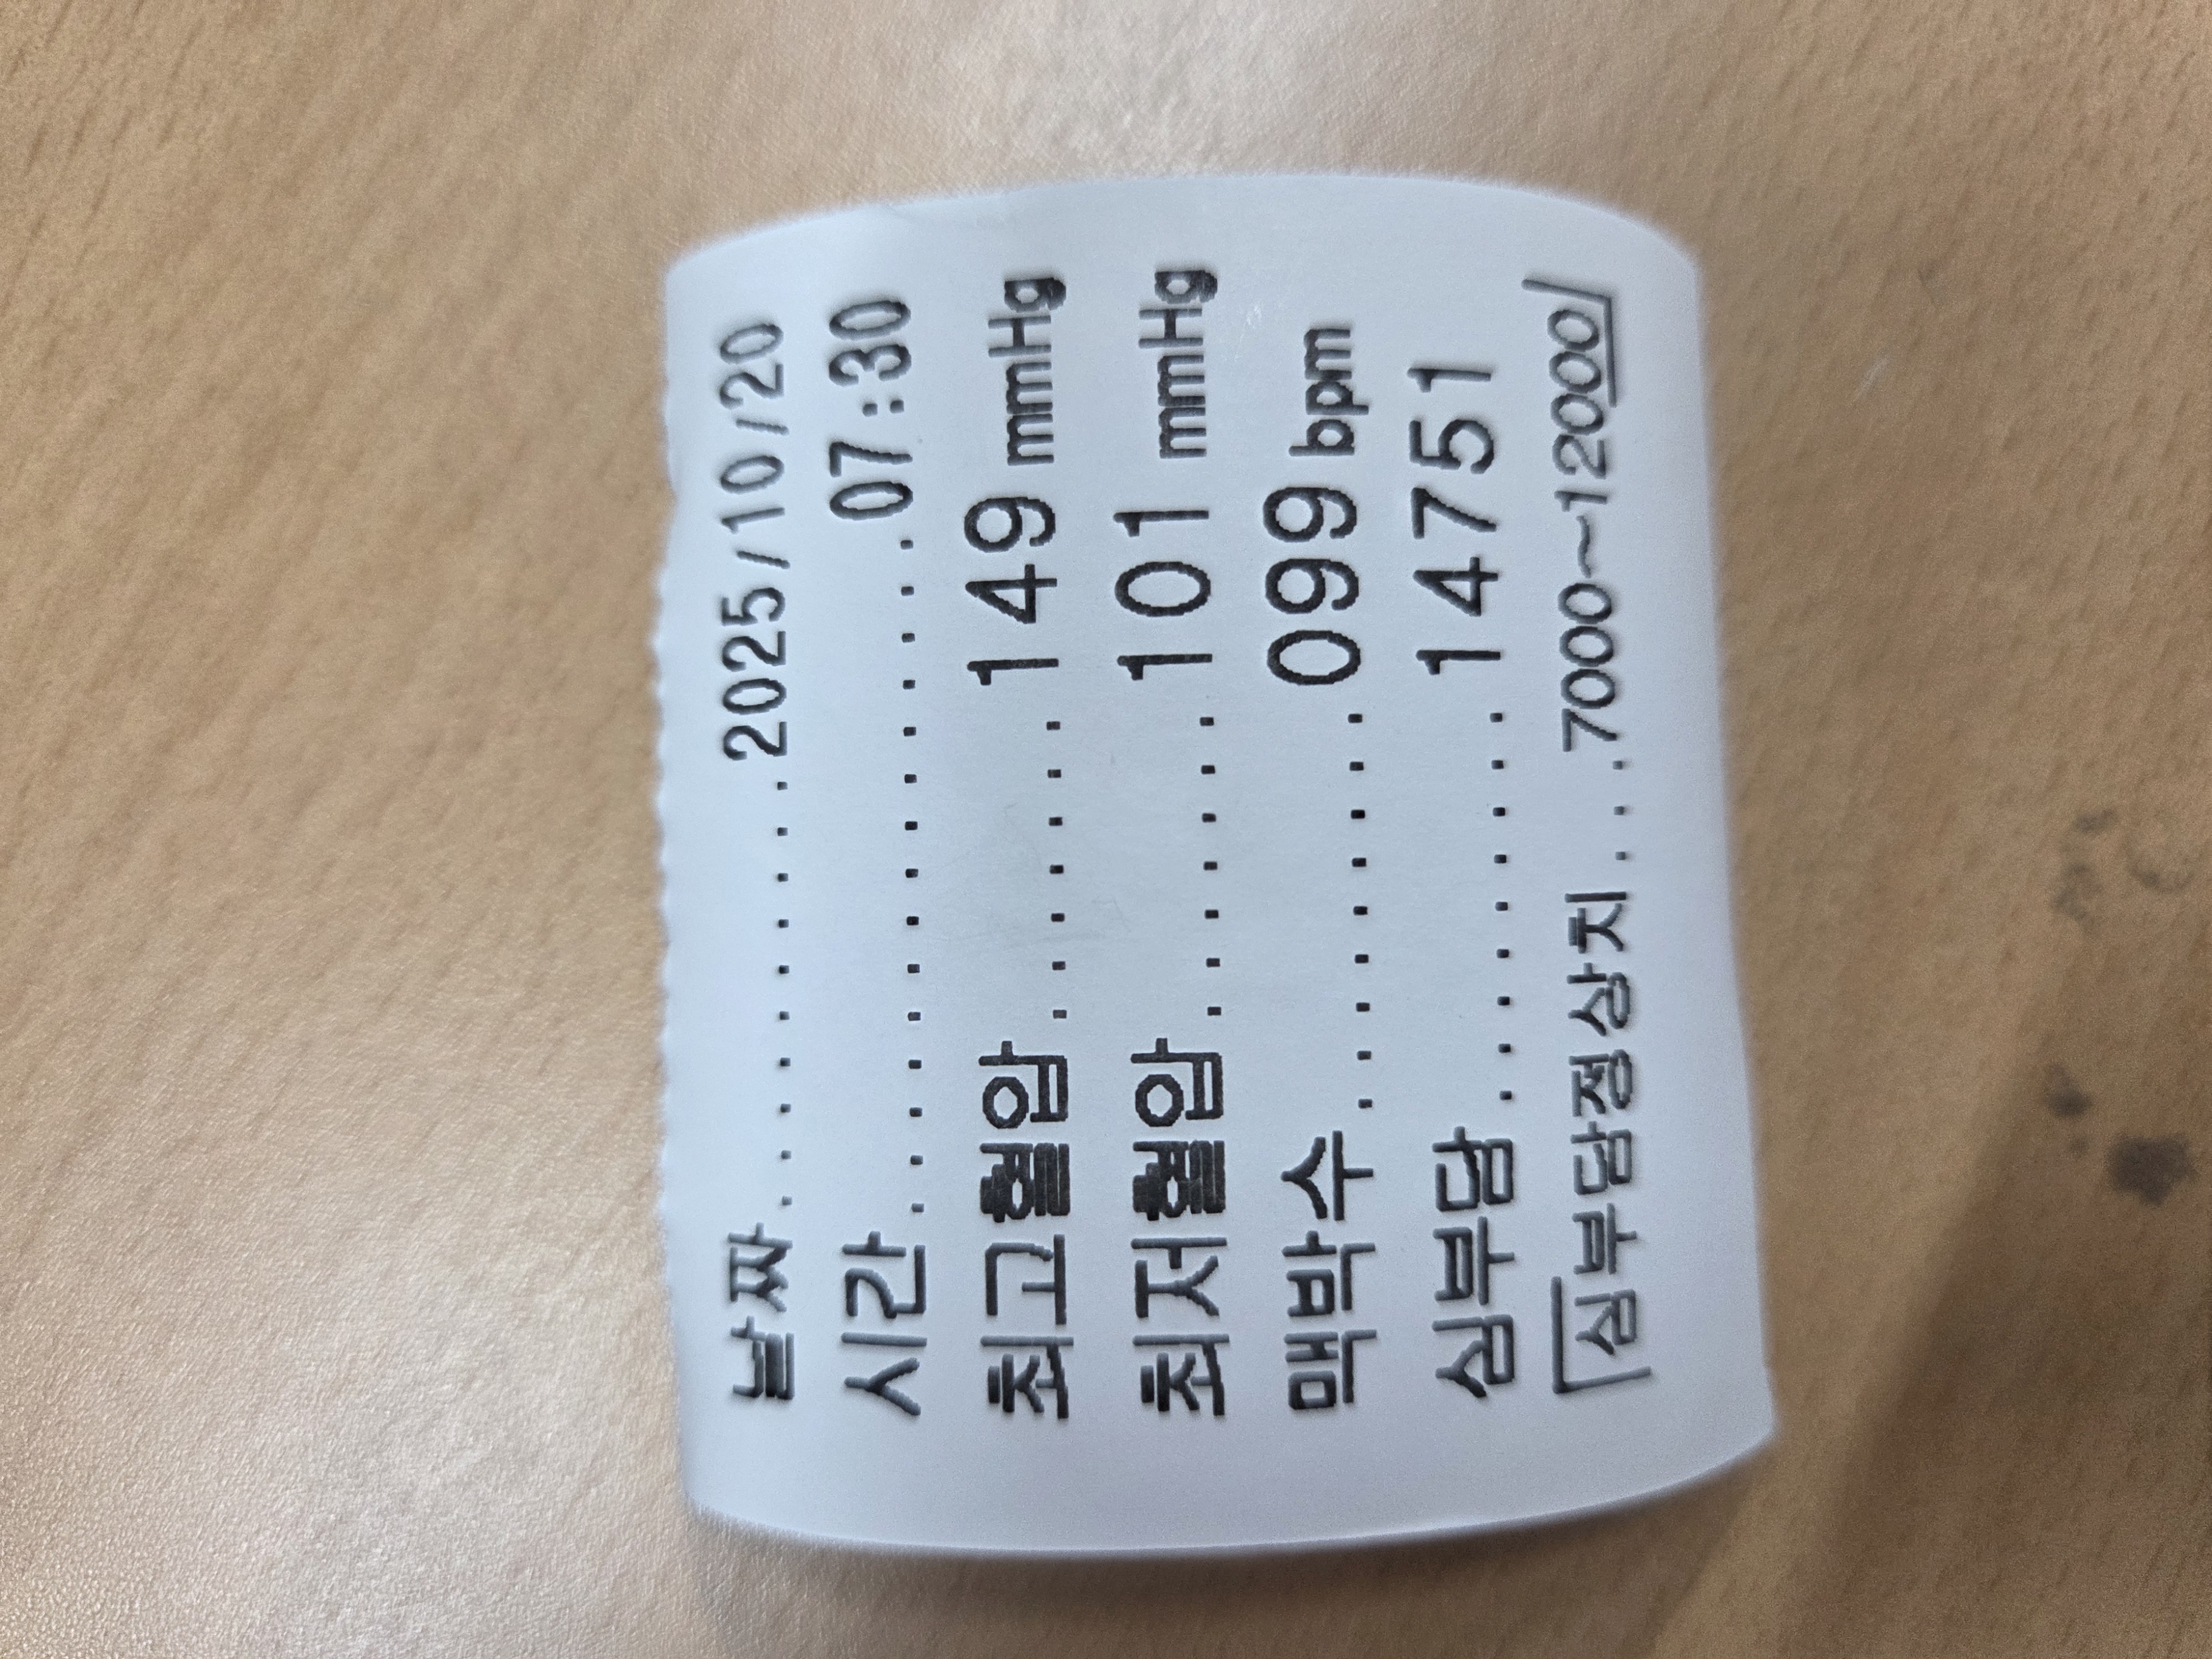 날짜...............2025/10/20
시간...............07:30
최고혈압.......149 mmHg
최저혈압.......101 mmHg
맥박수.........099 bpm
심부담.........14751
[심부담정상치...7000~12000]